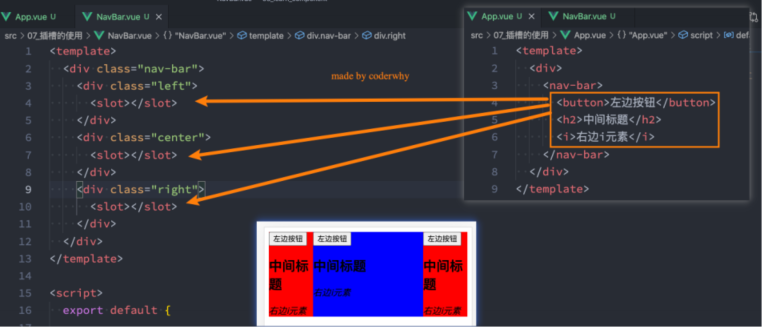 App.vue U NavBar.vue U
src > 07_插槽的使用 > NavBar.vue > {} "NavBar.vue" > template > div.nav-bar > div.right
1 <template>
2 <div class="nav-bar">
3 <div class="left">
4 <slot></slot>
5 </div>
6 <div class="center">
7 <slot></slot>
8 </div>
9 <div class="right">
10 <slot></slot>
11 </div>
12 </div>
13 </template>
14
15 <script>
16 export default {
made by coderwhy
App.vue U NavBar.vue U
src > 07_插槽的使用 > App.vue > {} "App.vue" > script > def
1 <template>
2 <div>
3 <nav-bar>
4 <button>左边按钮</button>
5 <h2>中间标题</h2>
6 <i>右边i元素</i>
7 </nav-bar>
8 </div>
9 </template>
左边按钮 左边按钮 左边按钮
中间标题 中间标题 中间标题
右边i元素 右边i元素 右边i元素